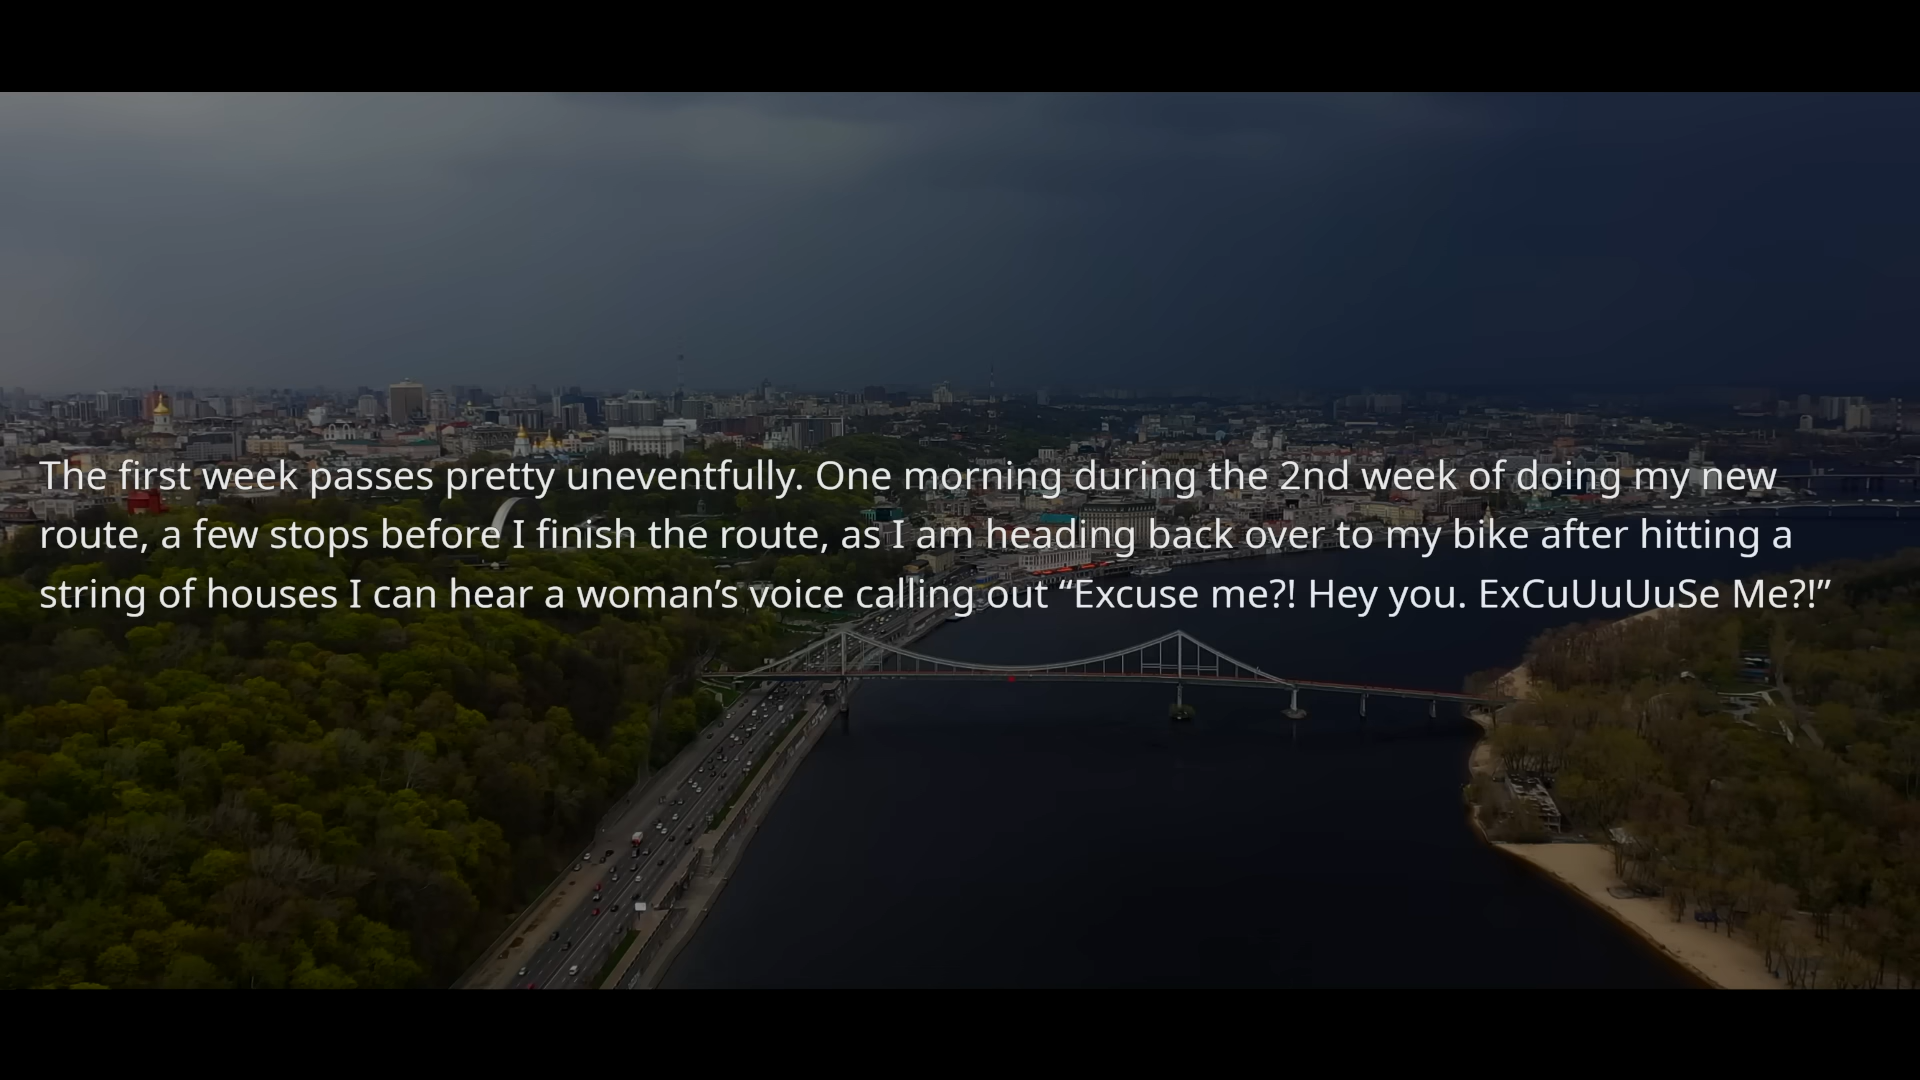 The first week passes pretty uneventfully. One morning during the 2nd week of doing my new
route, a few stops before I finish the route, as I am heading back over to my bike after hitting a
string of houses I can hear a woman’s voice calling out “Excuse me?! Hey you. ExCuUuUuSe Me?!”